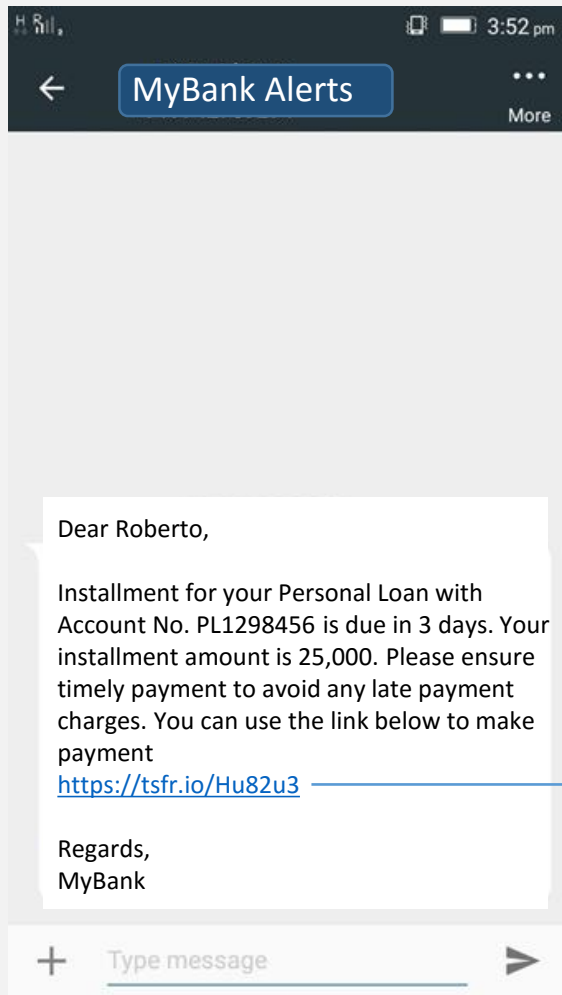 3:52 pm
MyBank Alerts
More
Dear Roberto,
Installment for your Personal Loan with
Account No. PL1298456 is due in 3 days. Your
installment amount is 25,000. Please ensure
timely payment to avoid any late payment
charges. You can use the link below to make
payment
https://tsfr.io/Hu82u3
Regards,
MyBank
Type message